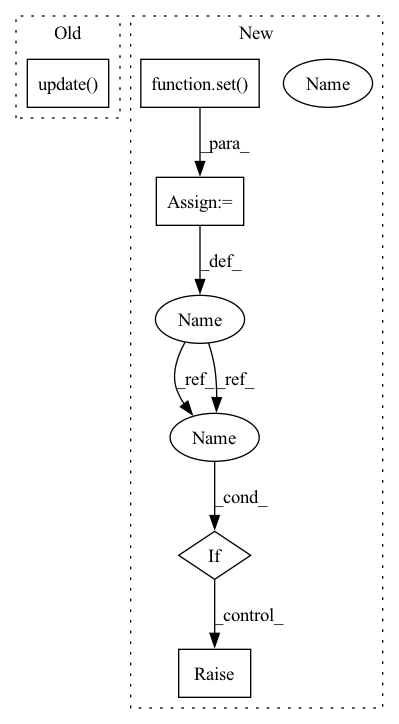 Old
New
update()
function.set()
Name
_para_
Assign:=
_def_
Name
_ref_
_ref_
Name
_cond_
If
_control_
Raise